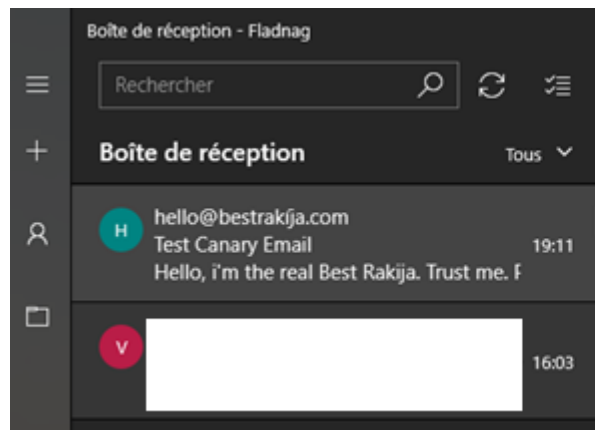 Boîte de réception - Fladnag
Rechercher
Boîte de réception Tous
H
hello@bestrakíja.com
Test Canary Email 19:11
Hello, i'm the real Best Rakija. Trust me.
V
16:03